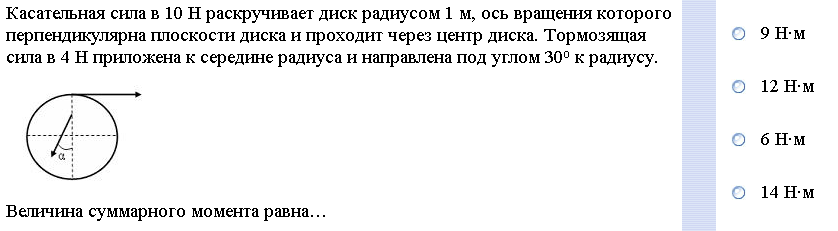 Касательная сила в 10 Н раскручивает диск радиусом 1 м, ось вращения которого
перпендикулярна плоскости диска и проходит через центр диска. Тормозящая
сила в 4 Н приложена к середине радиуса и направлена под углом 30° к радиусу.
α
Величина суммарного момента равна…
9 Н·м
12 Н·м
6 Н·м
14 Н·м